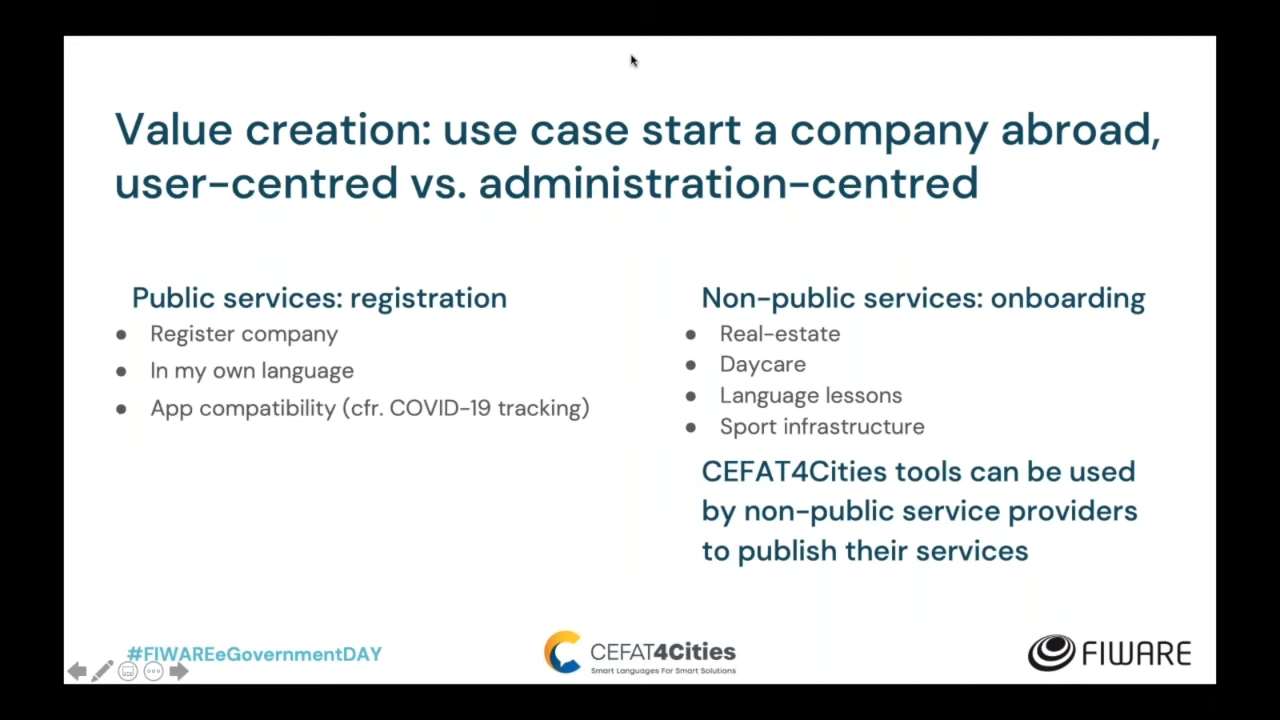 Value creation: use case start a company abroad,
user-centred vs. administration-centred
Public services: registration
● Register company
● In my own language
● App compatibility (cfr. COVID-19 tracking)
Non-public services: onboarding
● Real-estate
● Daycare
● Language lessons
● Sport infrastructure
CEFAT4Cities tools can be used
by non-public service providers
to publish their services
#FIWAREeGovernmentDAY
CEFAT4Cities
Smart Languages For Smart Solutions
FIWARE